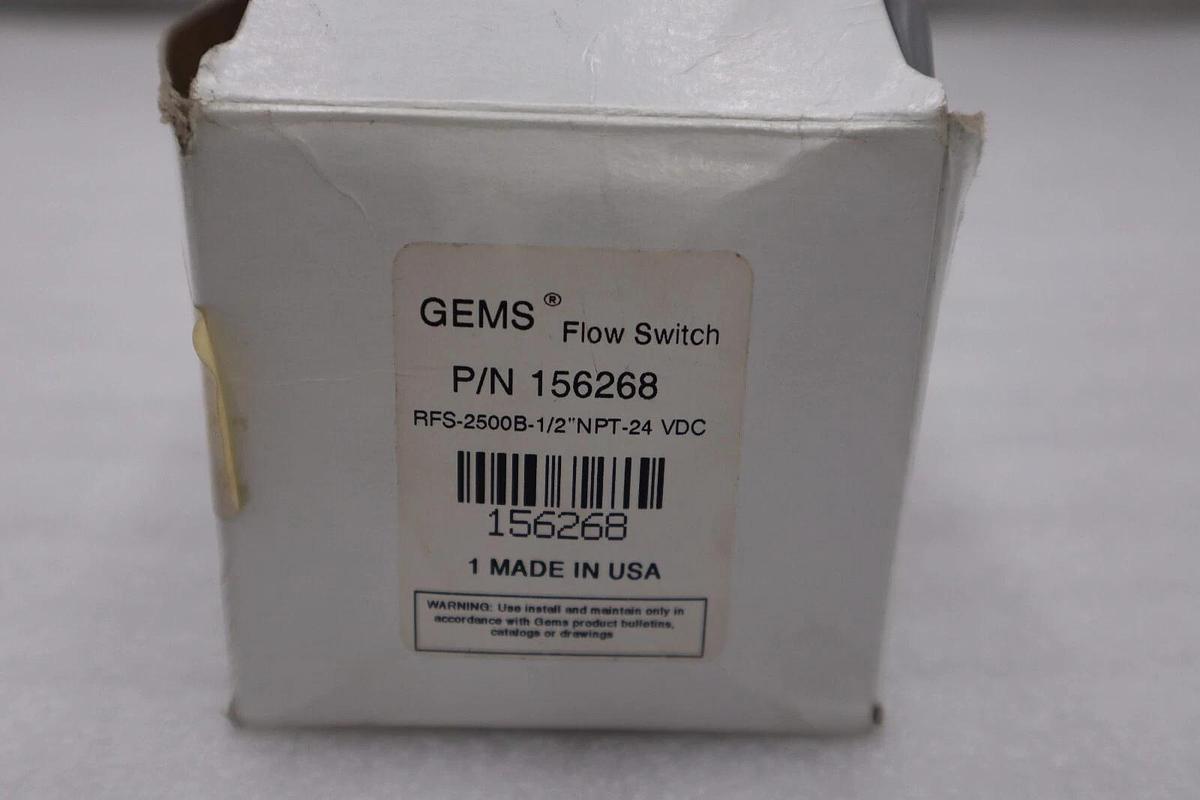 GEMS® Flow Switch
P/N 156268
RFS-2500B-1/2"NPT-24 VDC
156268
1 MADE IN USA
WARNING: Use install and maintain only in
accordance with Gems product bulletins,
catalogs or drawings